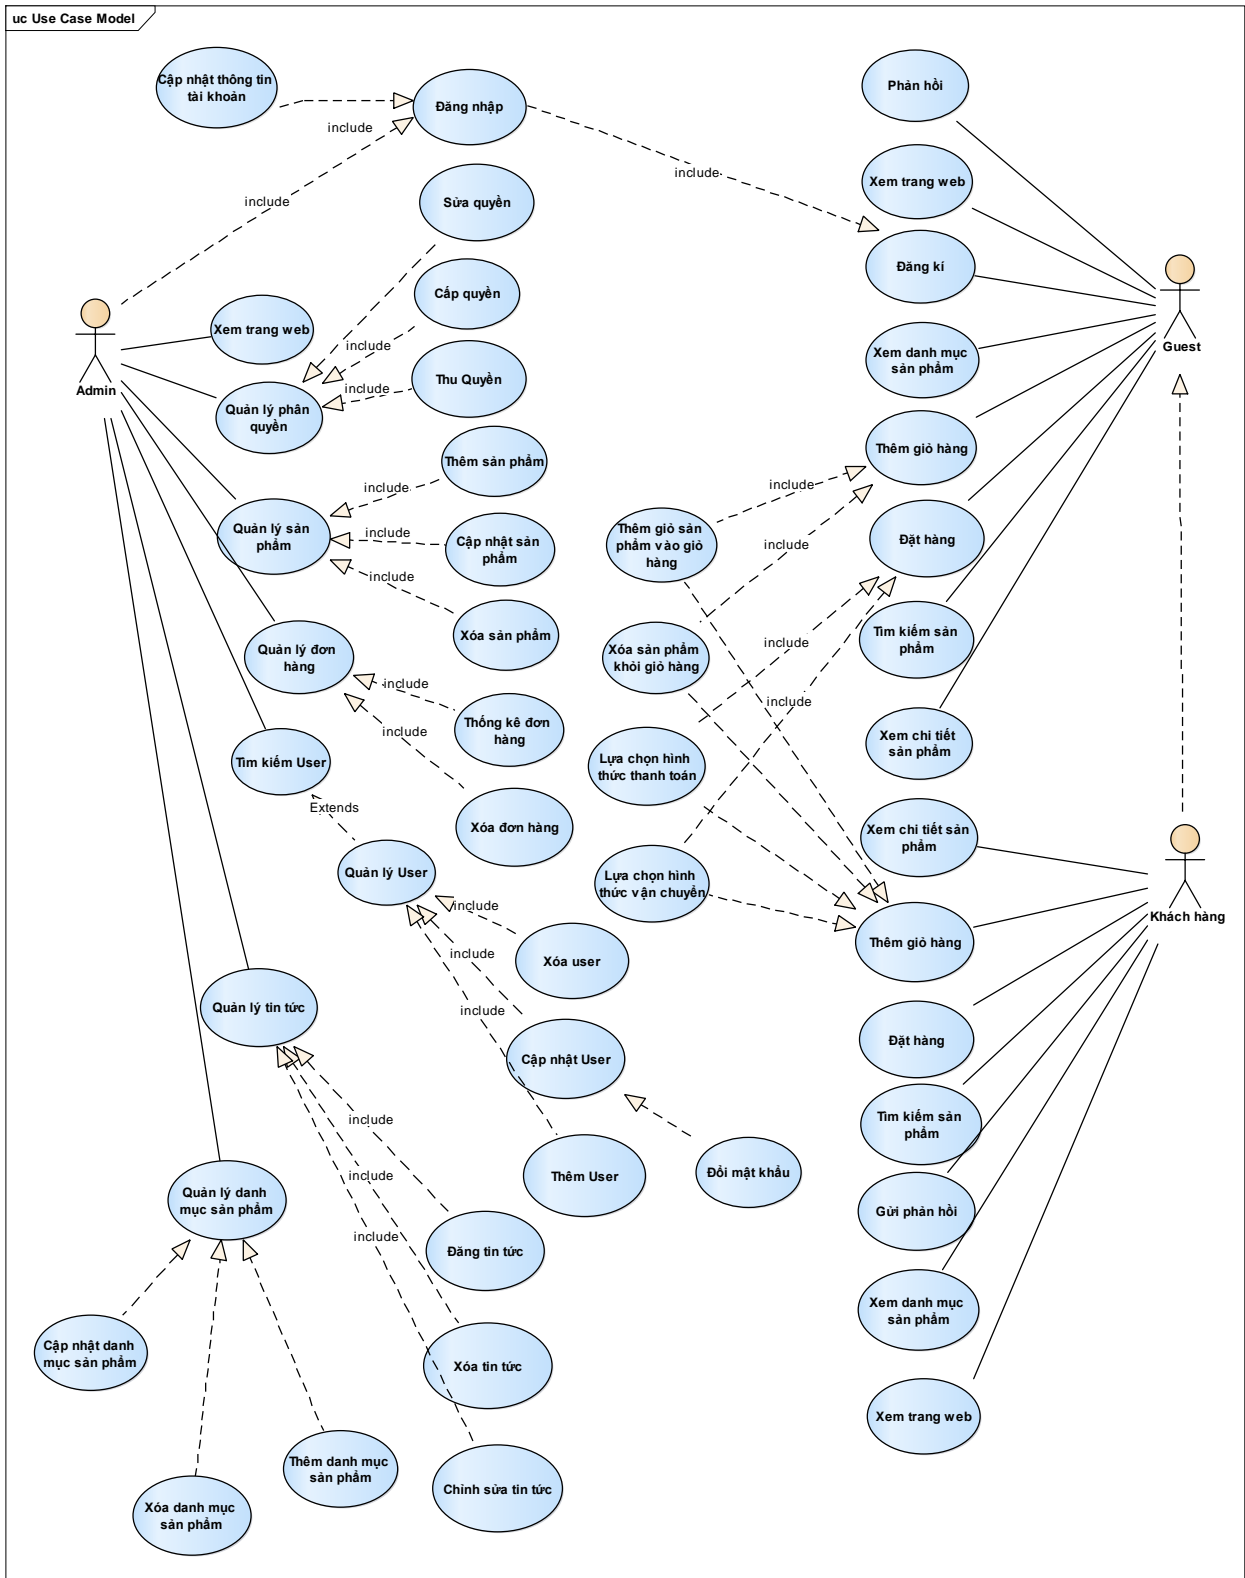 uc Use Case Model
Cập nhật thông tin
tài khoản
Đăng nhập
Phản hồi
include
include
include
Xem trang web
Sửa quyền
Đăng kí
Cấp quyền
Xem trang web
include
Guest
Admin
Xem danh mục
sản phẩm
Thu Quyền
include
Quản lý phân
quyền
Thêm giỏ hàng
Thêm sản phẩm
include
include
Quản lý sản
phẩm
include
Cập nhật sản
phẩm
Thêm giỏ sản
phẩm vào giỏ
hàng
include
Đặt hàng
include
Xóa sản phẩm
Tìm kiếm sản
phẩm
Quản lý đơn
hàng
Xóa sản phẩm
khỏi giỏ hàng
include
include
include
Thống kê đơn
hàng
include
Xem chi tiết
sản phẩm
Tìm kiếm User
Lựa chọn hình
thức thanh toán
Extends
Xóa đơn hàng
Xem chi tiết sản
phẩm
Quản lý User
Lựa chọn hình
thức vận chuyển
include
Khách hàng
Thêm giỏ hàng
include
Xóa user
Quản lý tin tức
include
Đặt hàng
Cập nhật User
include
Tìm kiếm sản
phẩm
include
Thêm User
Đổi mật khẩu
Quản lý danh
mục sản phẩm
Gửi phản hồi
include
Đăng tin tức
Xem danh mục
sản phẩm
Cập nhật danh
mục sản phẩm
Xóa tin tức
Xem trang web
Thêm danh mục
sản phẩm
Chỉnh sửa tin tức
Xóa danh mục
sản phẩm